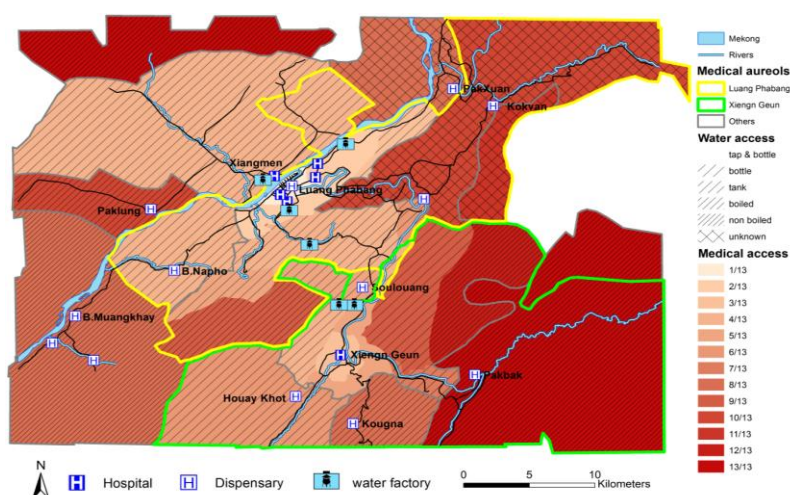 Mekong
Rivers
Medical aureols
Luang Phabang
Xiengn Geun
Others
Water access
tap & bottle
bottle
tank
boiled
non boiled
unknown
Medical access
1/13
2/13
3/13
4/13
5/13
6/13
7/13
8/13
9/13
10/13
11/13
12/13
13/13
PakXuan
Kokvan
Xiangmen
Luang Phabang
Paklung
B.Napho
Soulouang
B.Muangkhay
Xiengn Geun
Pakbak
Houay Khot
Kougna
N
H Hospital
H Dispensary
water factory
0 5 10
Kilometers